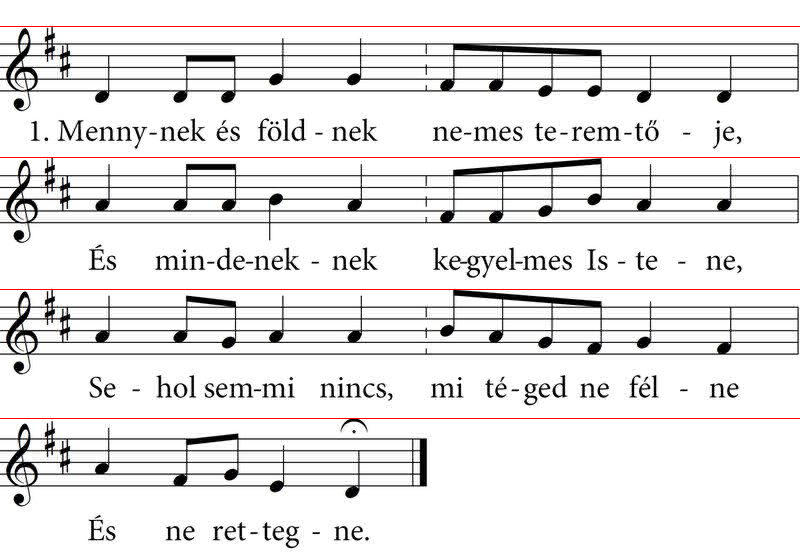 1. Menny-nek és föld - nek ne-mes te-rem-tő - je,
És min-de-nek - nek ke-gyel-mes Is - te - ne,
Se - hol sem-mi nincs, mi té-ged ne fél - ne
És ne ret-teg - ne.